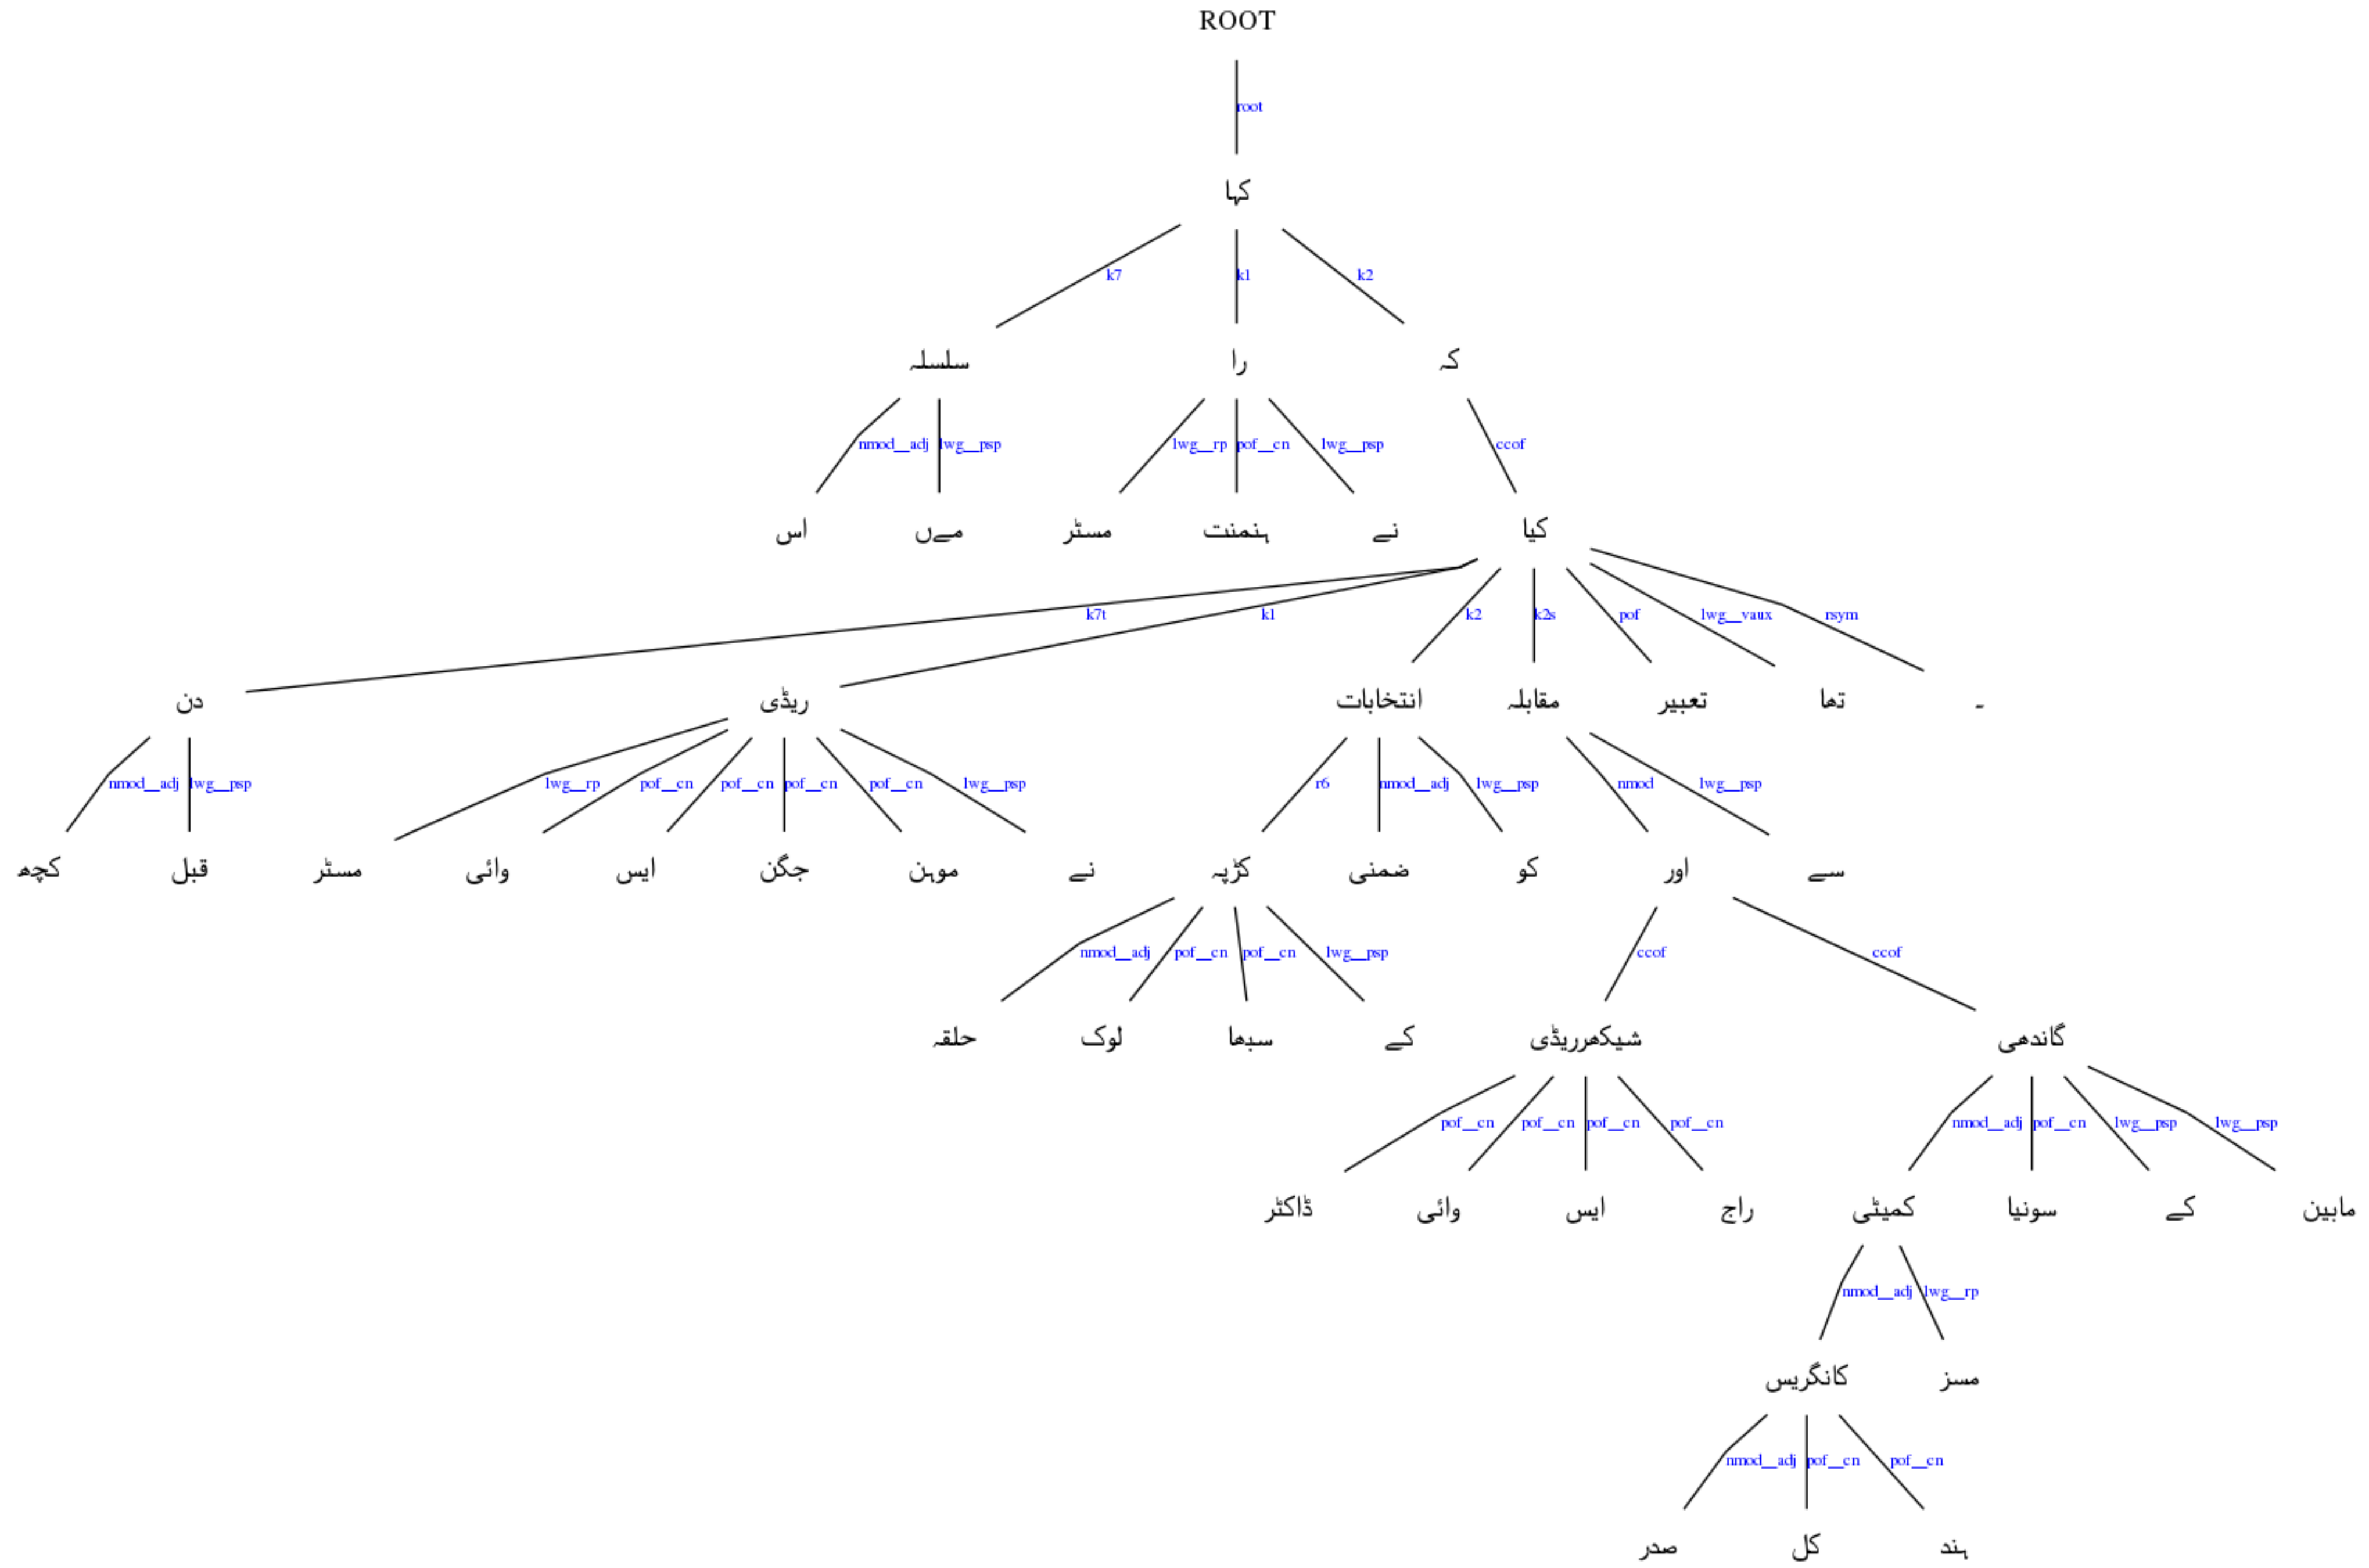 ROOT
root
کہا
k7 k1 k2
سلسلہ را کہ
nmod__adj lwg__psp lwg__rp pof__cn lwg__psp ccof
اس مےں مسٹر ہنمنت نے کیا
k7t k1 k2 k2s pof lwg__vaux rsym
دن ریڈی انتخابات مقابلہ تعبیر تھا ۔
nmod__adj lwg__psp lwg__rp pof__cn pof__cn pof__cn pof__cn lwg__psp r6 nmod__adj lwg__psp nmod lwg__psp
کچھ قبل مسٹر وائی ایس جگن موہن نے کڑپہ ضمنی کو اور سے
nmod__adj pof__cn pof__cn lwg__psp ccof ccof
حلقہ لوک سبھا کے شیکھرریڈی گاندھی
pof__cn pof__cn pof__cn pof__cn nmod__adj pof__cn lwg__psp lwg__psp
ڈاکٹر وائی ایس راج کمیٹی سونیا کے مابین
nmod__adj lwg__rp
کانگریس مسز
nmod__adj pof__cn pof__cn
صدر کل ہند